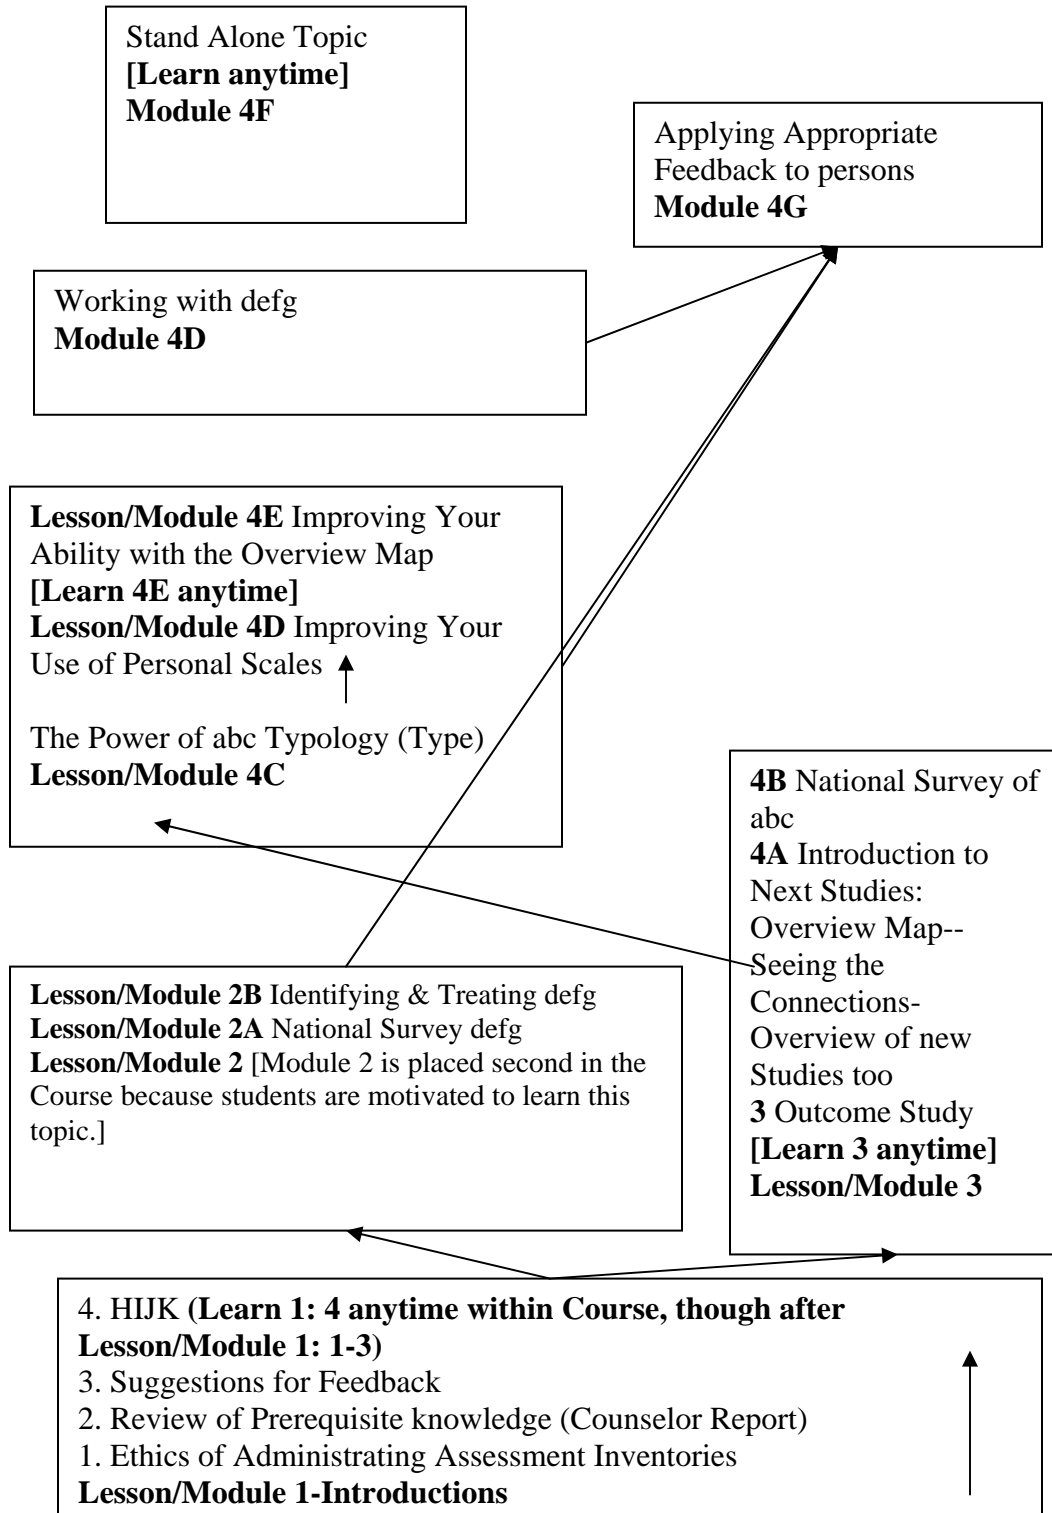 Stand Alone Topic
[Learn anytime]
Module 4F
Applying Appropriate
Feedback to persons
Module 4G
Working with defg
Module 4D
Lesson/Module 4E Improving Your
Ability with the Overview Map
[Learn 4E anytime]
Lesson/Module 4D Improving Your
Use of Personal Scales
The Power of abc Typology (Type)
Lesson/Module 4C
4B National Survey of
abc
4A Introduction to
Next Studies:
Overview Map--
Seeing the
Connections-
Overview of new
Studies too
3 Outcome Study
[Learn 3 anytime]
Lesson/Module 3
Lesson/Module 2B Identifying & Treating defg
Lesson/Module 2A National Survey defg
Lesson/Module 2 [Module 2 is placed second in the
Course because students are motivated to learn this
topic.]
4. HIJK (Learn 1: 4 anytime within Course, though after
Lesson/Module 1: 1-3)
3. Suggestions for Feedback
2. Review of Prerequisite knowledge (Counselor Report)
1. Ethics of Administrating Assessment Inventories
Lesson/Module 1-Introductions